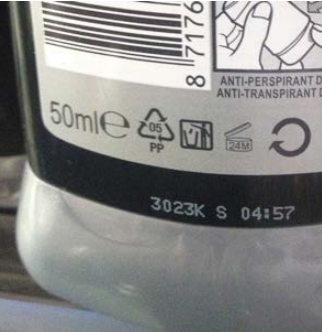 8 7176
ANTI-PERSPIRANT D
ANTI-TRANSPIRANT D
50ml℮
05
PP
24M
3023K S 04:57